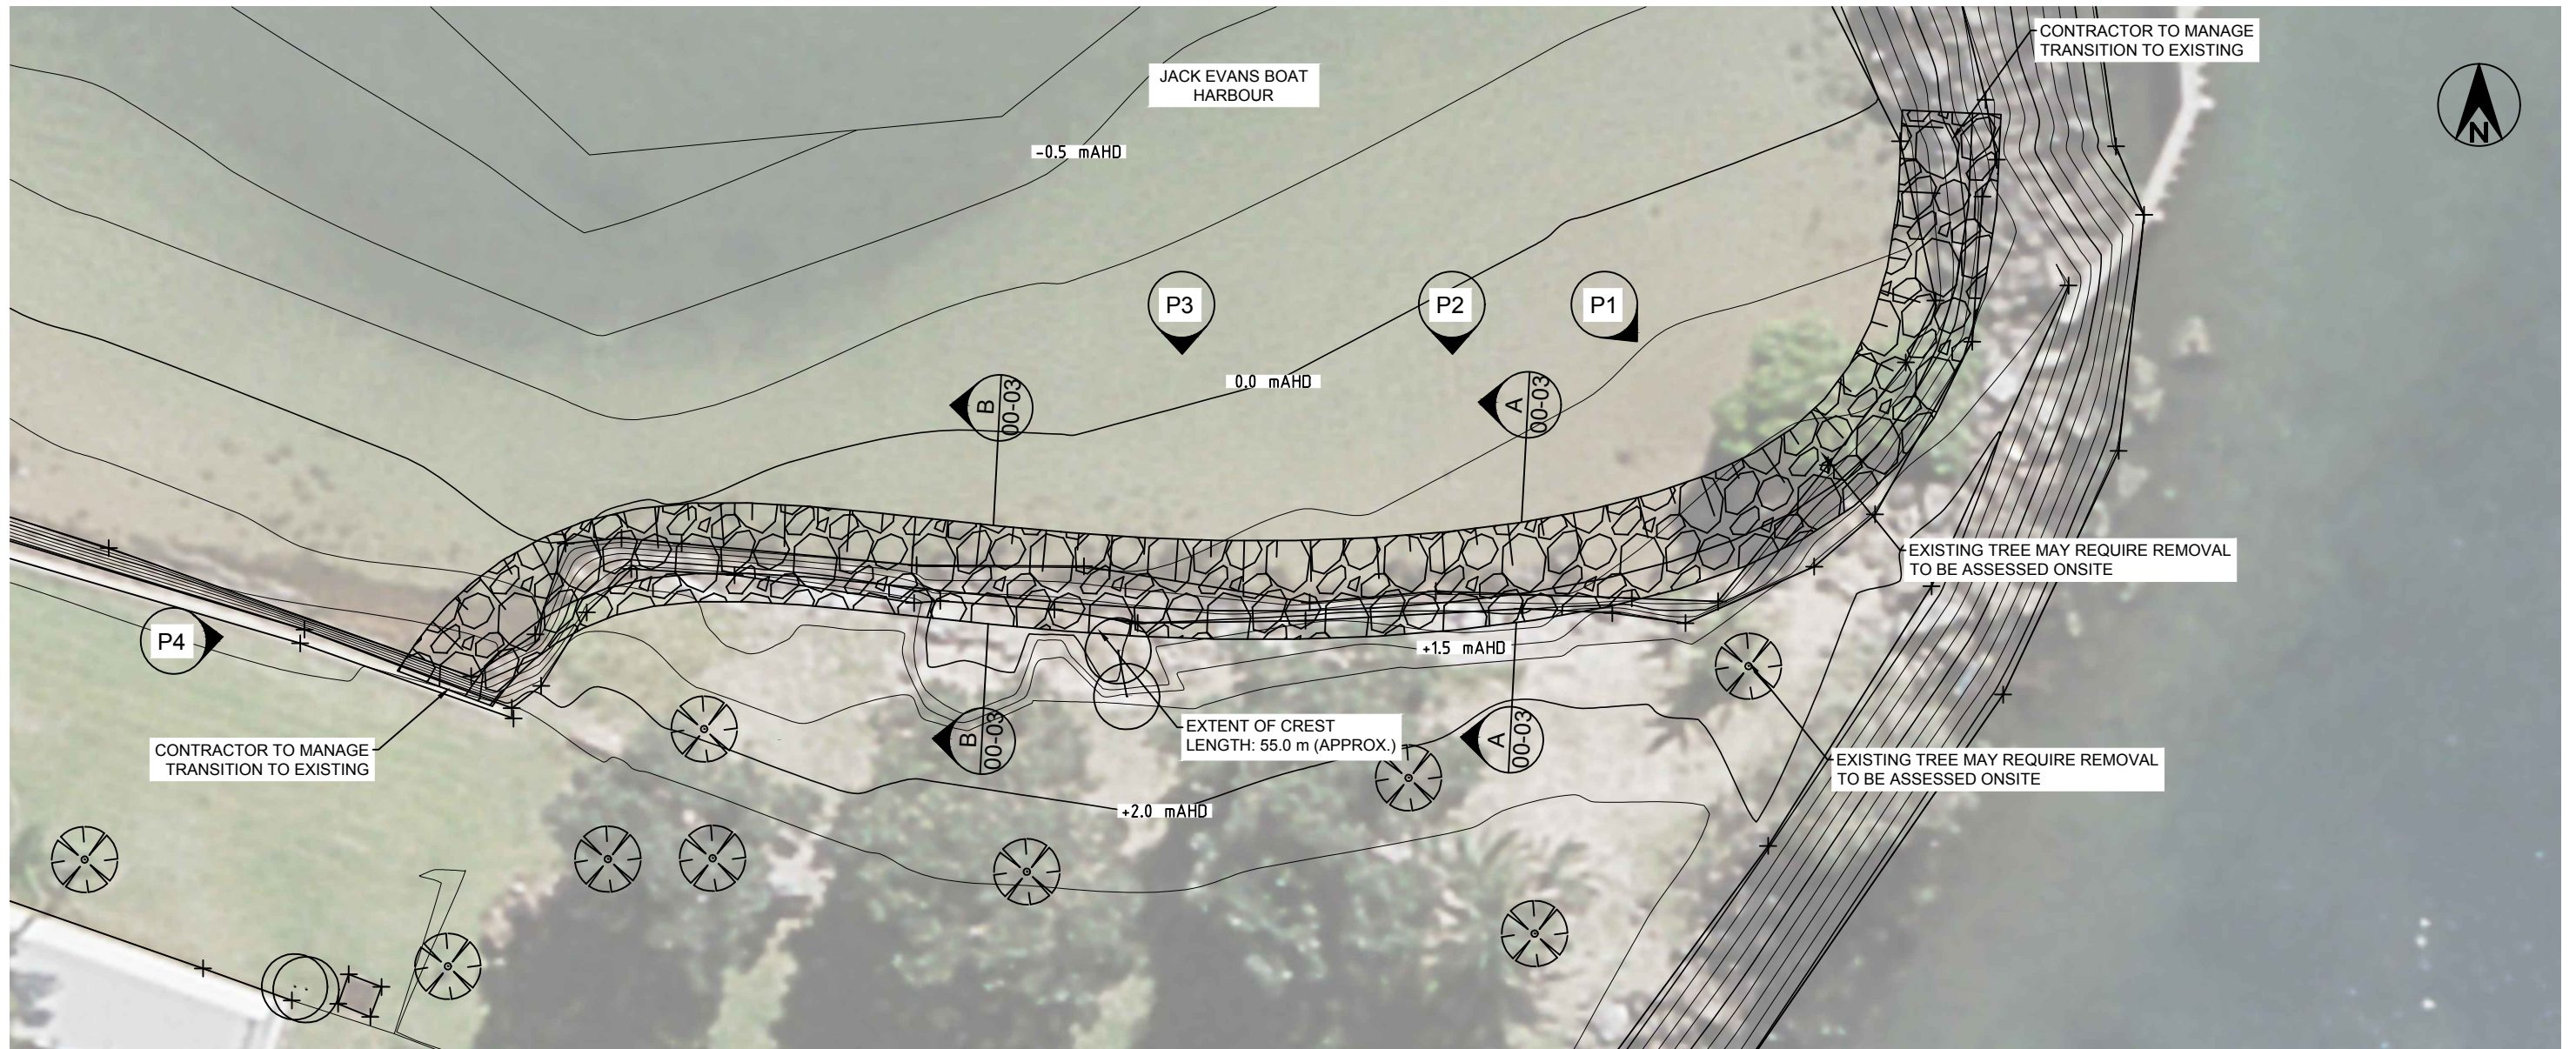 CONTRACTOR TO MANAGE
TRANSITION TO EXISTING
JACK EVANS BOAT
HARBOUR
N
-0.5 mAHD
P3
P2
P1
0.0 mAHD
B
00-03
A
00-03
EXISTING TREE MAY REQUIRE REMOVAL
TO BE ASSESSED ONSITE
P4
+1.5 mAHD
EXTENT OF CREST
LENGTH: 55.0 m (APPROX.)
B
00-03
A
00-03
CONTRACTOR TO MANAGE
TRANSITION TO EXISTING
EXISTING TREE MAY REQUIRE REMOVAL
TO BE ASSESSED ONSITE
+2.0 mAHD